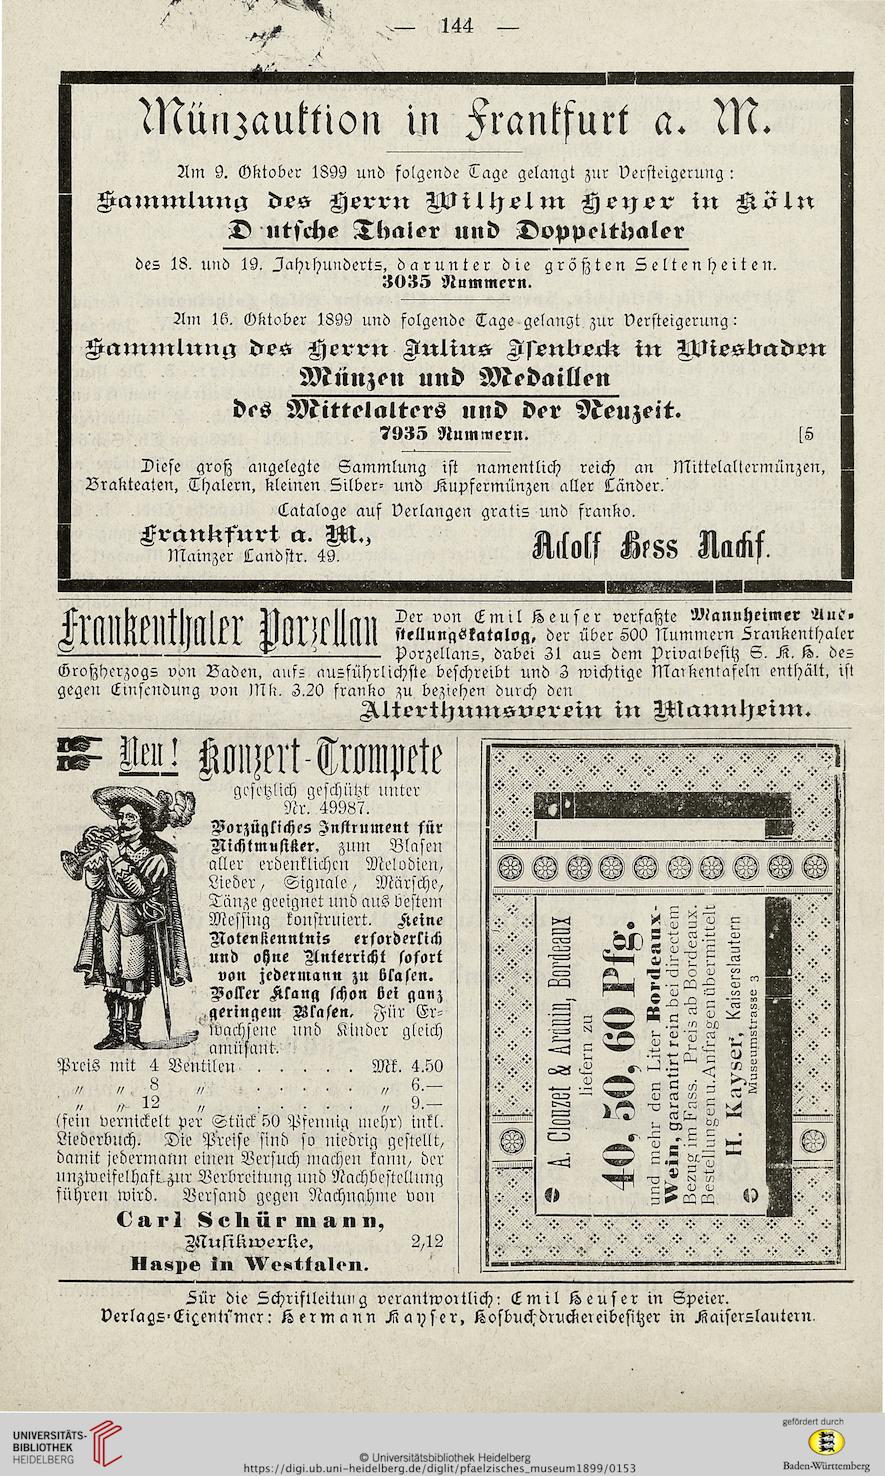 — 144 —
Münzauktion in Frankfurt a. M.
Am 9. Oktober 1899 und folgende Tage gelangt zur Versteigerung:
Sammlung des Herrn Wilhelm Heyer in Köln
D utsche Thaler und Doppelthaler
des 18. und 19. Jahrhunderts, darunter die größten Seltenheiten.
3035 Nummern.
Am 16. Oktober 1899 und folgende Tage gelangt zur Versteigerung:
Sammlung des Herrn Julius Isenbeck in Wiesbaden
Münzen und Medaillen
des Mittelalters und der Neuzeit.
7935 Nummern. [5
Diese groß angelegte Sammlung ist namentlich reich an Mittelaltermünzen,
Brakteaten, Thalern, kleinen Silber- und Kupfermünzen aller Länder.
Cataloge auf Verlangen gratis und franko.
Frankfurt a. M.,
Mainzer Landstr. 49.
Adolf Hess Nachf.
Frankenthaler Porzellan
Der von Emil Heuser verfaßte Mannheimer Aus-
stellungskatalog, der über 500 Nummern Frankenthaler
Porzellans, dabei 31 aus dem Privatbesitz S. K. H. des
Großherzogs von Baden, aufs ausführlichste beschreibt und 3 wichtige Markentafeln enthält, ist
gegen Einsendung von Mk. 3.20 franko zu beziehen durch den
Alterthumsverein in Mannheim.
Neu! Konzert-Trompete
gesetzlich geschützt unter
Nr. 49987.
Vorzügliches Instrument für
Nichtmusiker, zum Blasen
aller erdenklichen Melodien,
Lieder, Signale, Märsche,
Tänze geeignet und aus bestem
Messing konstruiert. Keine
Notenkenntnis erforderlich
und ohne Unterricht sofort
von jedermann zu blasen.
Voller Klang schon bei ganz
geringem Blasen. Für Er-
wachsene und Kinder gleich
amüsant.
Preis mit 4 Ventilen . . . . . Mk. 4.50
„ „ 8 „ . . . . . „ 6.—
„ „ 12 „ . . . . . „ 9.—
(fein vernickelt per Stück 50 Pfennig mehr) inkl.
Liederbuch. Die Preise sind so niedrig gestellt,
damit jedermann einen Versuch machen kann, der
unzweifelhaft zur Verbreitung und Nachbestellung
führen wird. Versand gegen Nachnahme von
Carl Schürmann,
Musikwerke, 2,12
Haspe in Westfalen.
A. Clouzet & Arduin, Bordeaux
liefern zu
40, 50, 60 Pfg.
und mehr den Liter Bordeaux-
Wein, garantirt rein bei directem
Bezug im Fass. Preis ab Bordeaux.
Bestellungen u. Anfragen übermittelt
H. Kayser, Kaiserslautern
Museumstrasse 3
Für die Schriftleitung verantwortlich: Emil Heuser in Speier.
Verlags-Eigentümer: Hermann Kayser, Hofbuchdruckereibesitzer in Kaiserslautern.
UNIVERSITÄTS-
BIBLIOTHEK
HEIDELBERG
© Universitätsbibliothek Heidelberg
https://digi.ub.uni-heidelberg.de/diglit/pfaelzisches_museum1899/0153
gefördert durch
Baden-Württemberg